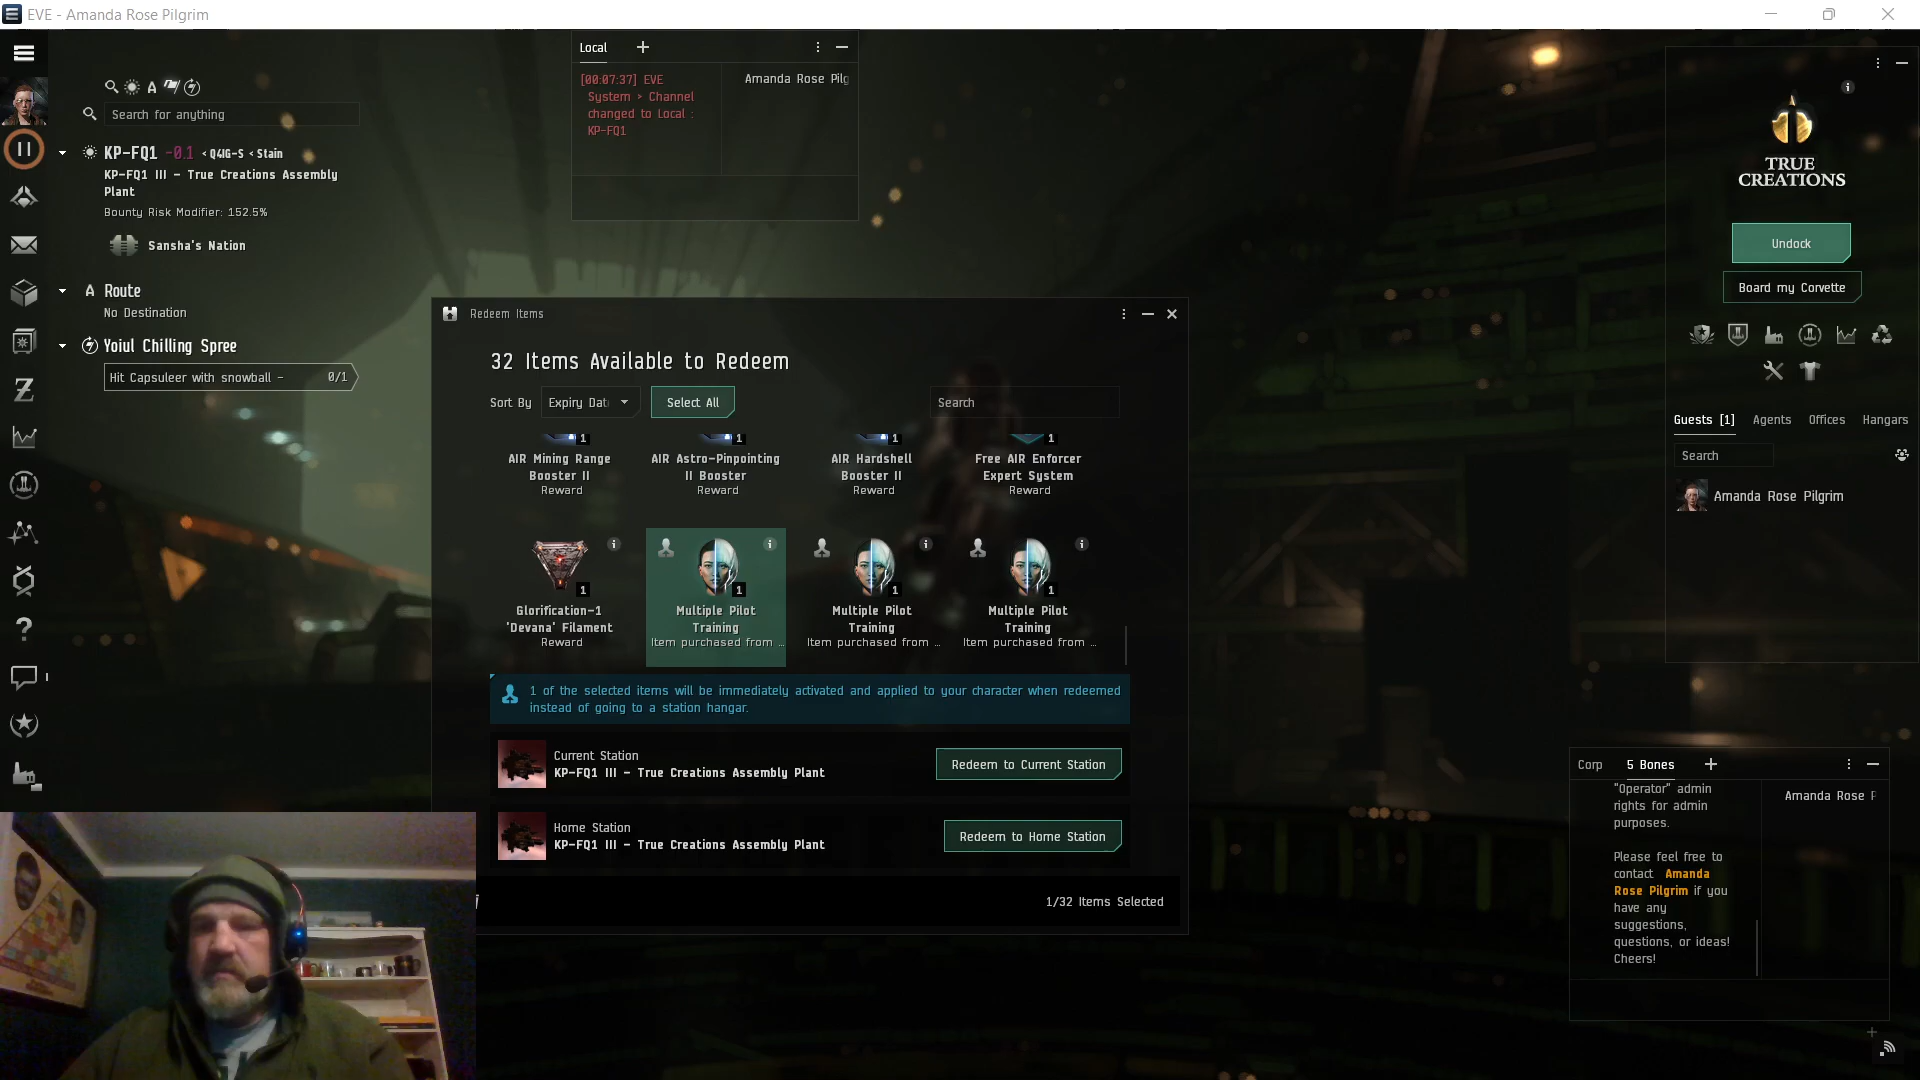 EVE - Amanda Rose Pilgrim
Search for anything
KP-FQ1 -0.1 < Q4IG-S < Stain
KP-FQ1 III - True Creations Assembly
Plant
Bounty Risk Modifier: 152.5%
Sansha's Nation
Route
No Destination
Yoiul Chilling Spree
Hit Capsuleer with snowball - 0/1
Local
[00:07:37] EVE
System > Channel
changed to Local :
KP-FQ1
Amanda Rose Pilg
Redeem Items
32 Items Available to Redeem
Sort By Expiry Dat
Select All
Search
1 1 1 1
AIR Mining Range
Booster II
Reward
AIR Astro-Pinpointing
II Booster
Reward
AIR Hardshell
Booster II
Reward
Free AIR Enforcer
Expert System
Reward
1
Glorification-1
'Devana' Filament
Reward
1
Multiple Pilot
Training
Item purchased from ...
1
Multiple Pilot
Training
Item purchased from ...
1
Multiple Pilot
Training
Item purchased from ...
1 of the selected items will be immediately activated and applied to your character when redeemed
instead of going to a station hangar.
Current Station
KP-FQ1 III - True Creations Assembly Plant
Redeem to Current Station
Home Station
KP-FQ1 III - True Creations Assembly Plant
Redeem to Home Station
1/32 Items Selected
TRUE
CREATIONS
Undock
Board my Corvette
Guests [1] Agents Offices Hangars
Search
Amanda Rose Pilgrim
Corp 5 Bones
"Operator" admin
rights for admin
purposes.
Please feel free to
contact Amanda
Rose Pilgrim if you
have any
suggestions,
questions, or ideas!
Cheers!
Amanda Rose P